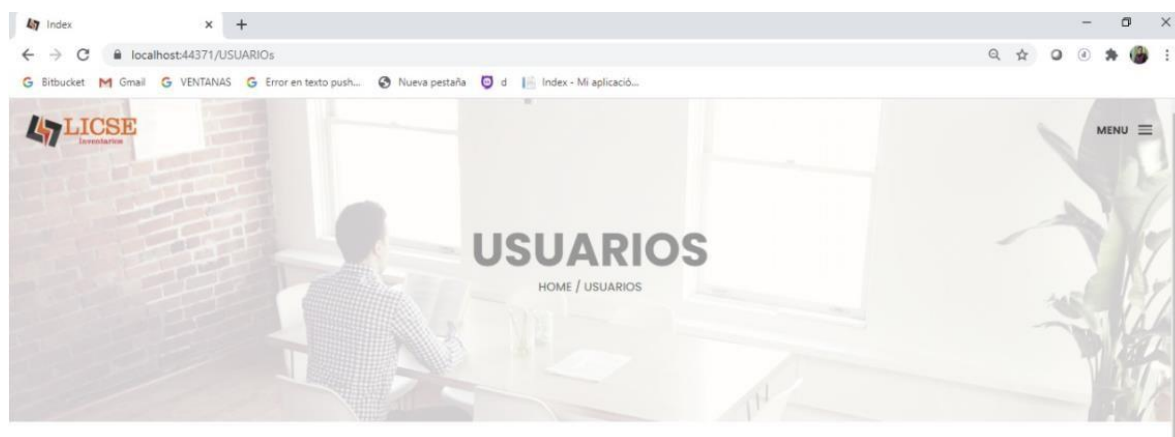 Index
localhost:44371/USUARIOs
Bitbucket Gmail VENTANAS Error en texto push... Nueva pestaña d Index - Mi aplicació...
LICSE
Inventarios
MENU
USUARIOS
HOME / USUARIOS